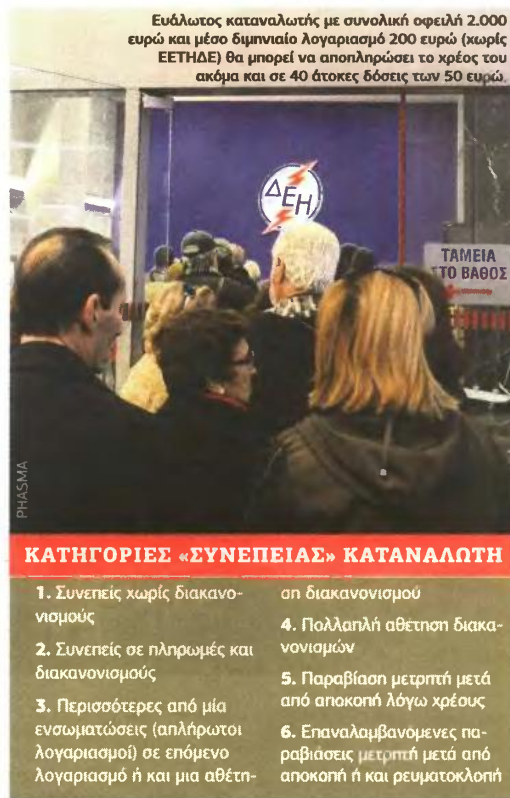 Ευάλωτος καταναλωτής με συνολική οφειλή 2.000
ευρώ και μέσο διμηνιαίο λογαριασμό 200 ευρώ (χωρίς
ΕΕΤΗΔΕ) θα μπορεί να αποπληρώσει το χρέος του
ακόμα και σε 40 άτοκες δόσεις των 50 ευρώ.
ΔΕΗ
ΤΑΜΕΙΑ
ΣΤΟ ΒΑΘΟΣ
PHASMA
ΚΑΤΗΓΟΡΙΕΣ «ΣΥΝΕΠΕΙΑΣ» ΚΑΤΑΝΑΛΩΤΗ
1. Συνεπείς χωρίς διακανο-
νισμούς
2. Συνεπείς σε πληρωμές και
διακανονισμούς
3. Περισσότερες από μία
ενσωματώσεις (απλήρωτοι
λογαριασμοί) σε επόμενο
λογαριασμό ή και μια αθέτη-
ση διακανονισμού
4. Πολλαπλή αθέτηση διακα-
νονισμών
5. Παραβίαση μετρητή μετά
από αποκοπή λόγω χρέους
6. Επαναλαμβανόμενες πα-
ραβιάσεις μετρητή μετά από
αποκοπή ή και ρευματοκλοπή